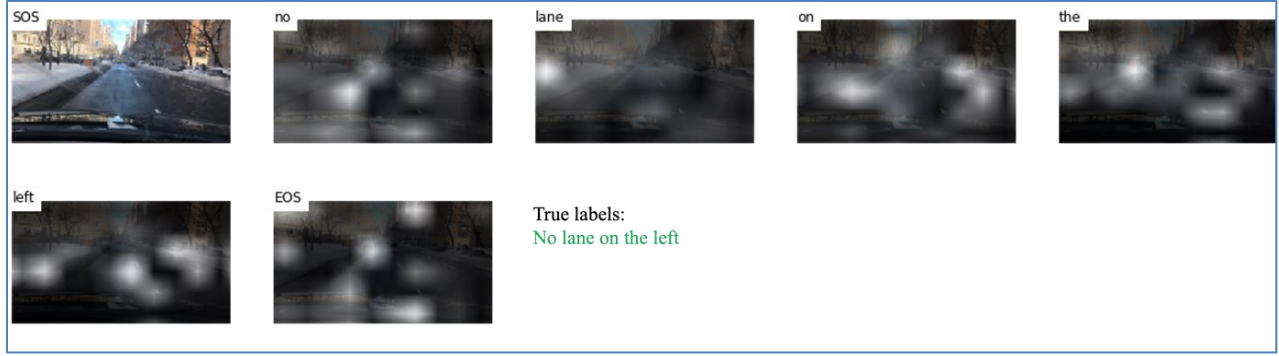 SOS
no
lane
on
the
left
EOS
True labels:
No lane on the left